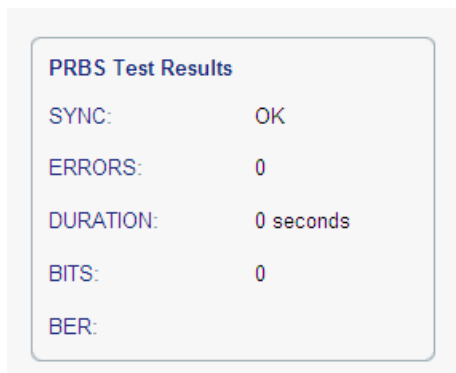 PRBS Test Results
SYNC: OK
ERRORS: 0
DURATION: 0 seconds
BITS: 0
BER: